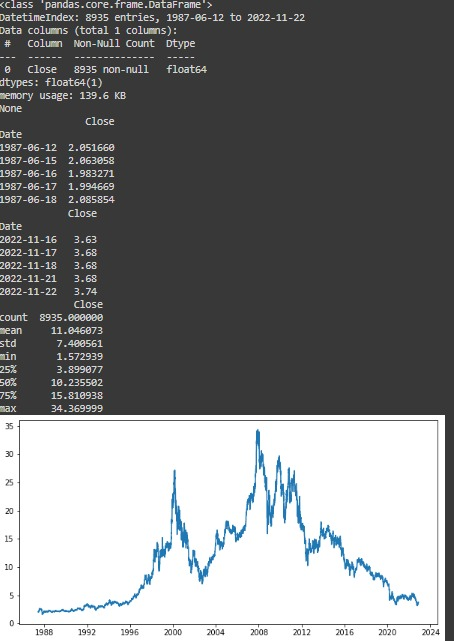 <class 'pandas.core.frame.DataFrame'>
DatetimeIndex: 8935 entries, 1987-06-12 to 2022-11-22
Data columns (total 1 columns):
 #   Column  Non-Null Count  Dtype
---  ------  --------------  -----
 0   Close   8935 non-null   float64
dtypes: float64(1)
memory usage: 139.6 KB
None
               Close
Date
1987-06-12  2.051660
1987-06-15  2.063058
1987-06-16  1.983271
1987-06-17  1.994669
1987-06-18  2.085854
            Close
Date
2022-11-16   3.63
2022-11-17   3.68
2022-11-18   3.68
2022-11-21   3.68
2022-11-22   3.74
             Close
count  8935.000000
mean     11.046073
std       7.400561
min       1.572939
25%       3.899077
50%      10.235502
75%      15.810938
max      34.369999
35
30
25
20
15
10
5
0
1988 1992 1996 2000 2004 2008 2012 2016 2020 2024